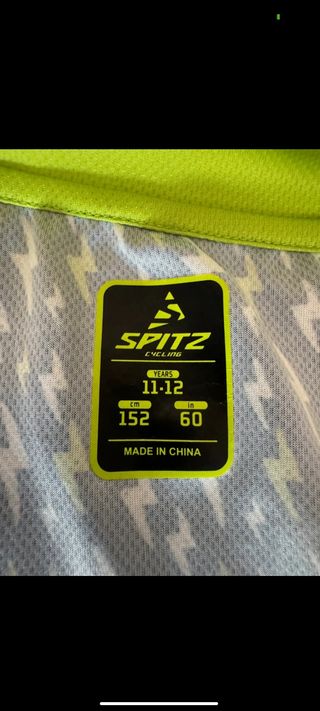 SPITZ
CYCLING
YEARS
11-12
cm in
152 60
MADE IN CHINA